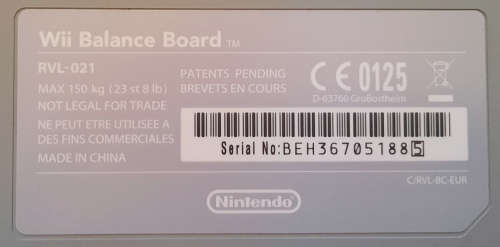 Wii Balance Board TM
RVL-021
MAX 150 kg (23 st 8 lb)
NOT LEGAL FOR TRADE
NE PEUT ETRE UTILISEE A
DES FINS COMMERCIALES
MADE IN CHINA
PATENTS PENDING
BREVETS EN COURS
CE 0125
D-63760 Großostheim
Serial No:BEH367051885
C/RVL-BC-EUR
Nintendo